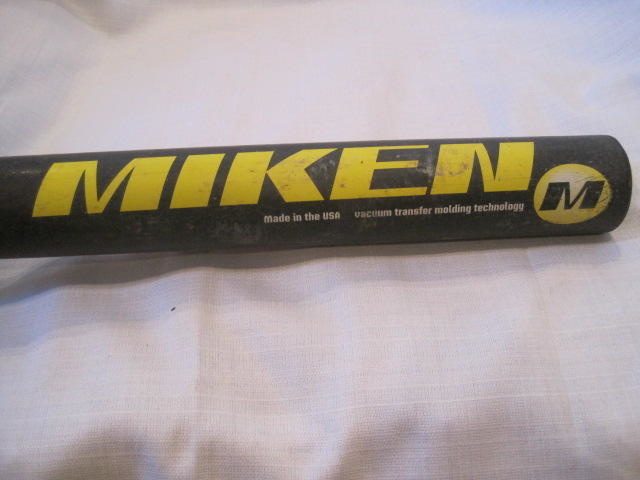 MIKEN
M
Made in the USA vacuum transfer molding technology